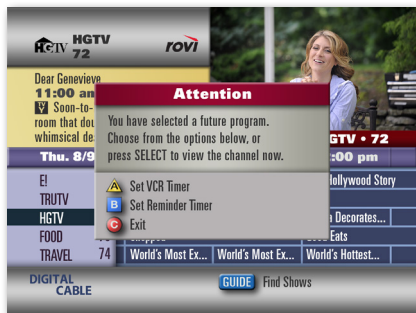 HGTV HGTV
72
rovi
Dear Genevieve
11:00 am
Soon-to-
room that dou
whimsical de
Attention
You have selected a future program.
Choose from the options below, or
press SELECT to view the channel now.
A Set VCR Timer
B Set Reminder Timer
C Exit
GTV • 72
Thu. 8/9
:00 pm
E!
ollywood Story
TRUTV
HGTV
a Decorates...
FOOD
Eats
TRAVEL 74 World's Most Ex... World's Most Ex... World's Hottest...
DIGITAL
CABLE
GUIDE Find Shows